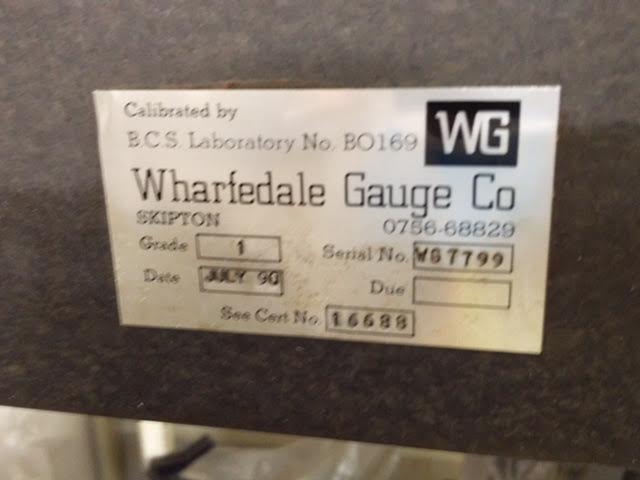 Calibrated by
B.C.S. Laboratory No. BO169
WG
Wharfedale Gauge Co
SKIPTON
0756-68829
Grade 1
Serial No. WG7799
Date JULY 90
Due
See Cert No. 16688